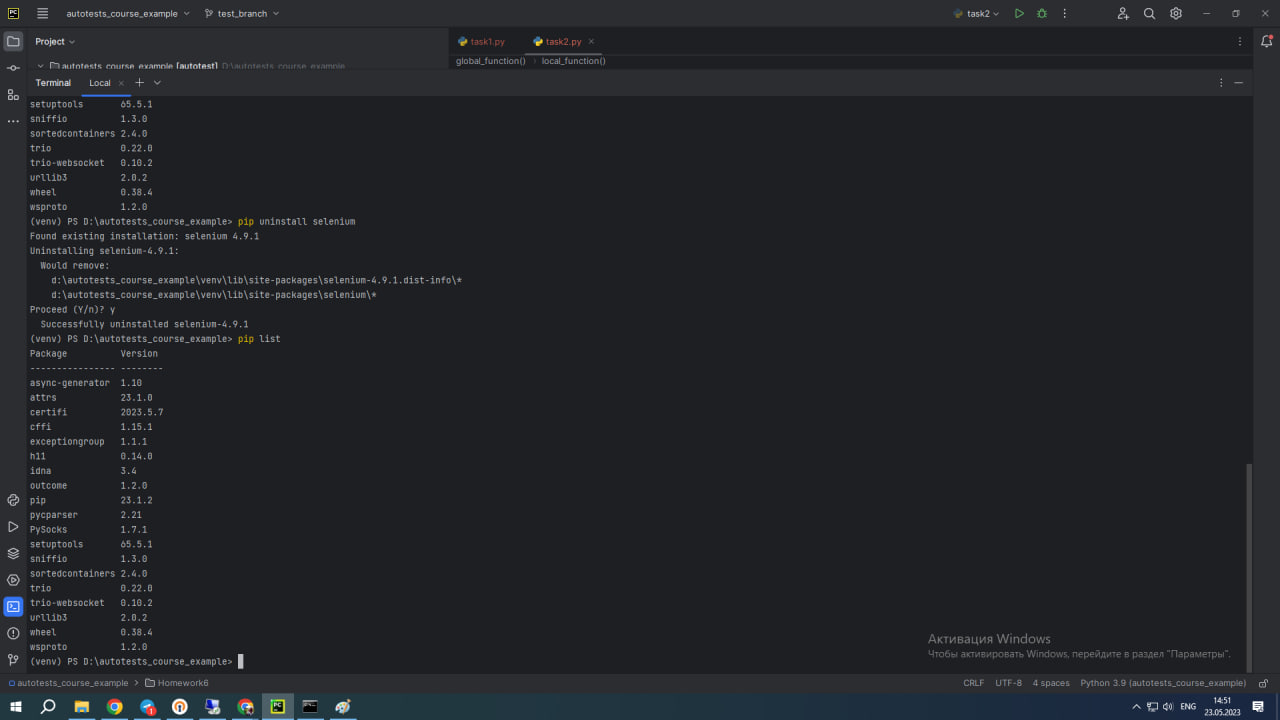 PC autotests_course_example test_branch task2
Project task1.py task2.py
autotests_course_example [autotest] D:\autotests_course_example global_function() local_function()
Terminal Local
setuptools 65.5.1
sniffio 1.3.0
sortedcontainers 2.4.0
trio 0.22.0
trio-websocket 0.10.2
urllib3 2.0.2
wheel 0.38.4
wsproto 1.2.0
(venv) PS D:\autotests_course_example> pip uninstall selenium
Found existing installation: selenium 4.9.1
Uninstalling selenium-4.9.1:
Would remove:
d:\autotests_course_example\venv\lib\site-packages\selenium-4.9.1.dist-info\*
d:\autotests_course_example\venv\lib\site-packages\selenium\*
Proceed (Y/n)? y
Successfully uninstalled selenium-4.9.1
(venv) PS D:\autotests_course_example> pip list
Package Version
---------------- --------
async-generator 1.10
attrs 23.1.0
certifi 2023.5.7
cffi 1.15.1
exceptiongroup 1.1.1
h11 0.14.0
idna 3.4
outcome 1.2.0
pip 23.1.2
pycparser 2.21
PySocks 1.7.1
setuptools 65.5.1
sniffio 1.3.0
sortedcontainers 2.4.0
trio 0.22.0
trio-websocket 0.10.2
urllib3 2.0.2
wheel 0.38.4
wsproto 1.2.0
(venv) PS D:\autotests_course_example>
Активация Windows
Чтобы активировать Windows, перейдите в раздел "Параметры".
autotests_course_example Homework6 CRLF UTF-8 4 spaces Python 3.9 (autotests_course_example)
ENG 14:51
23.05.2023